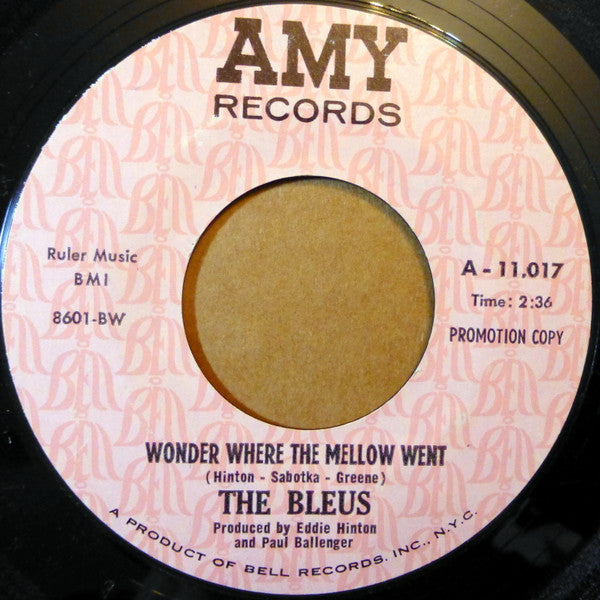 AMY
RECORDS
Ruler Music
BMI
8601-BW
A - 11.017
Time: 2:36
PROMOTION COPY
WONDER WHERE THE MELLOW WENT
(Hinton - Sabotka - Greene)
THE BLEUS
Produced by Eddie Hinton
and Paul Ballenger
A PRODUCT OF BELL RECORDS, INC., N.Y.C.